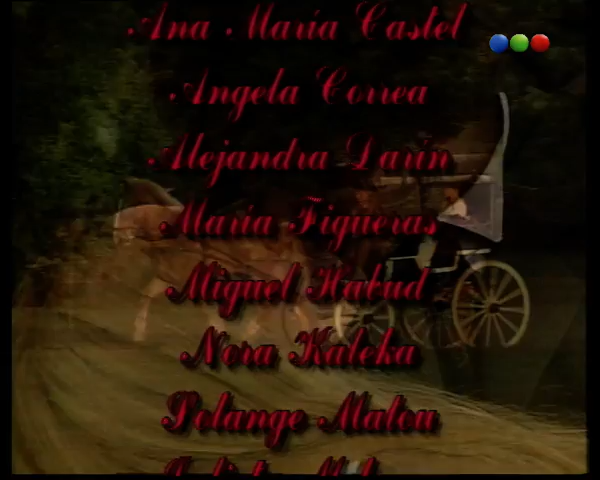 Ana María Castel
Angela Correa
Alejandra Darín
María Figueras
Miguel Habud
Nora Kaleka
Solange Matou